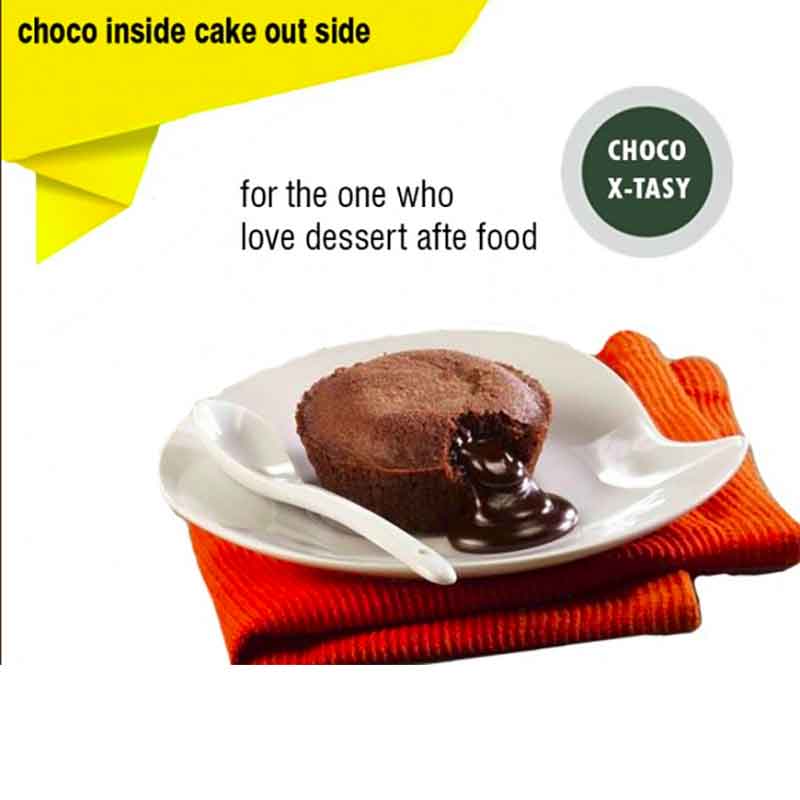 choco inside cake out side
CHOCO
X-TASY
for the one who
love dessert afte food